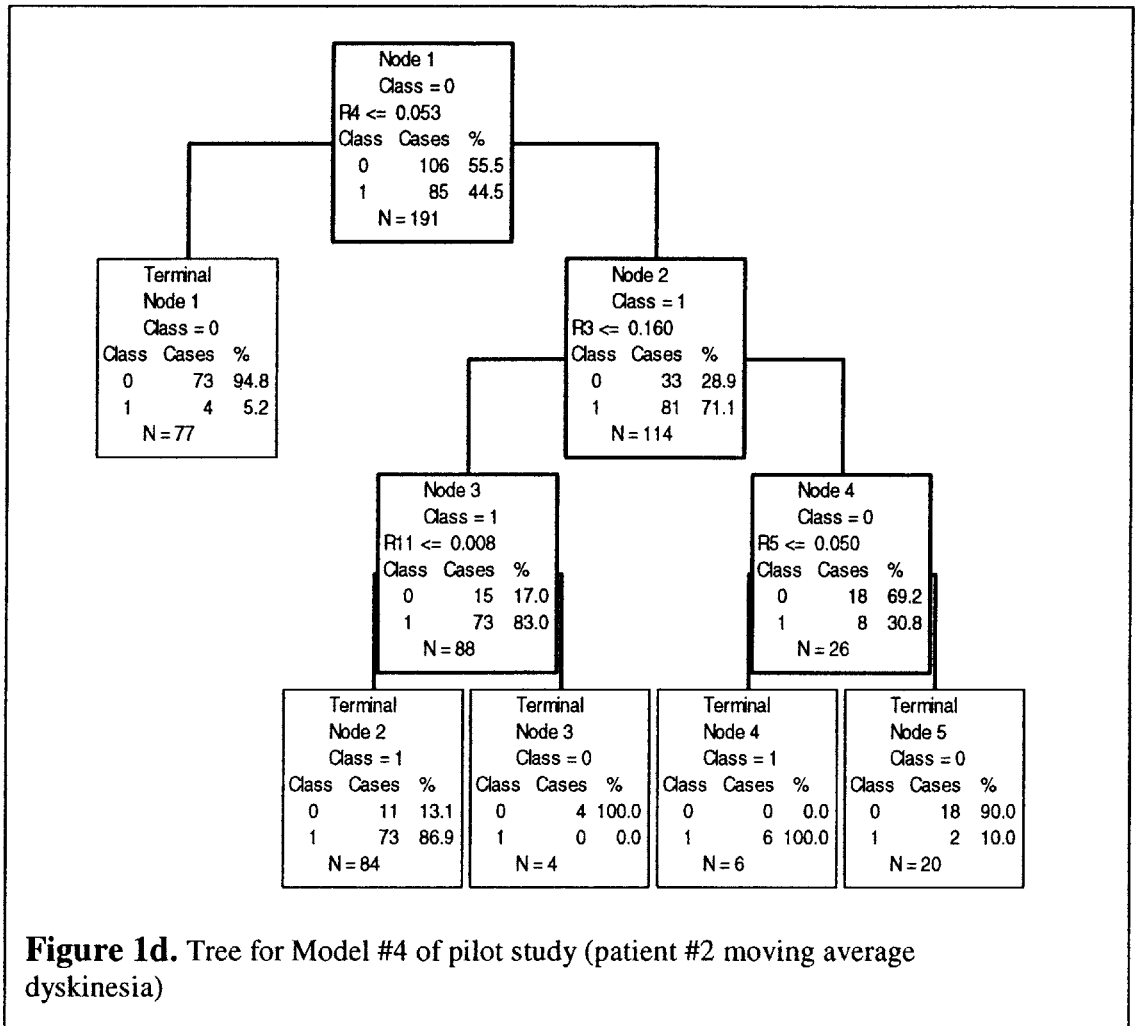 Node 1
Class = 0
R4 <= 0.053
Class Cases %
0 106 55.5
1 85 44.5
N = 191
Terminal
Node 1
Class = 0
Class Cases %
0 73 94.8
1 4 5.2
N = 77
Node 2
Class = 1
R3 <= 0.160
Class Cases %
0 33 28.9
1 81 71.1
N = 114
Node 3
Class = 1
R11 <= 0.008
Class Cases %
0 15 17.0
1 73 83.0
N = 88
Node 4
Class = 0
R5 <= 0.050
Class Cases %
0 18 69.2
1 8 30.8
N = 26
Terminal
Node 2
Class = 1
Class Cases %
0 11 13.1
1 73 86.9
N = 84
Terminal
Node 3
Class = 0
Class Cases %
0 4 100.0
1 0 0.0
N = 4
Terminal
Node 4
Class = 1
Class Cases %
0 0 0.0
1 6 100.0
N = 6
Terminal
Node 5
Class = 0
Class Cases %
0 18 90.0
1 2 10.0
N = 20
Figure 1d. Tree for Model #4 of pilot study (patient #2 moving average
dyskinesia)